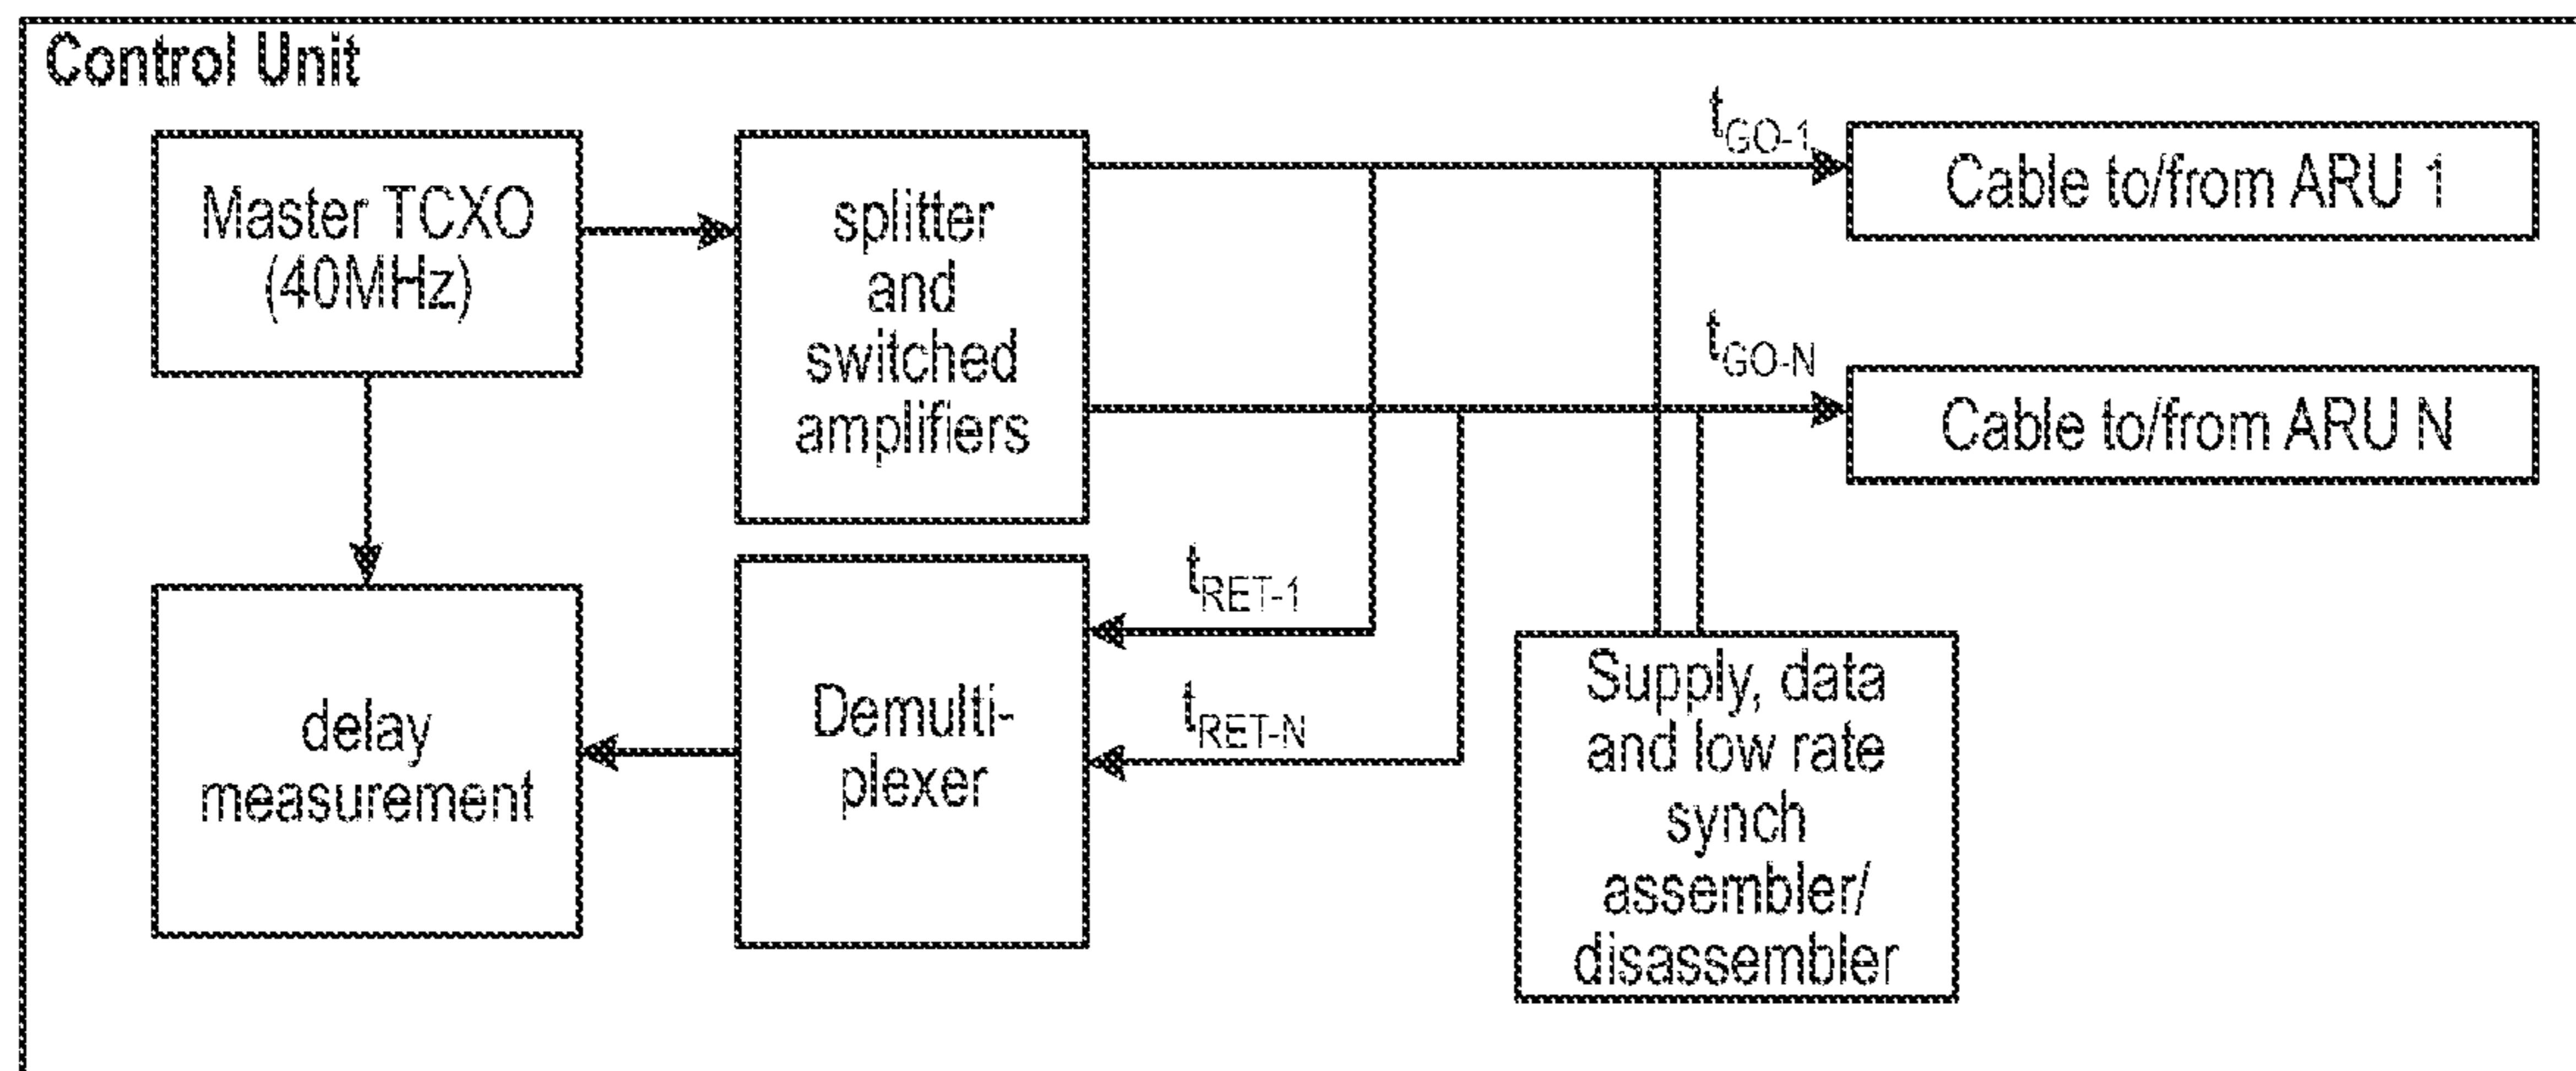 Control Unit
Master TCXO
(40MHz)
splitter
and
switched
amplifiers
tGO-1
Cable to/from ARU 1
tGO-N
Cable to/from ARU N
delay
measurement
Demulti-
plexer
tRET-1
tRET-N
Supply, data
and low rate
synch
assembler/
disassembler